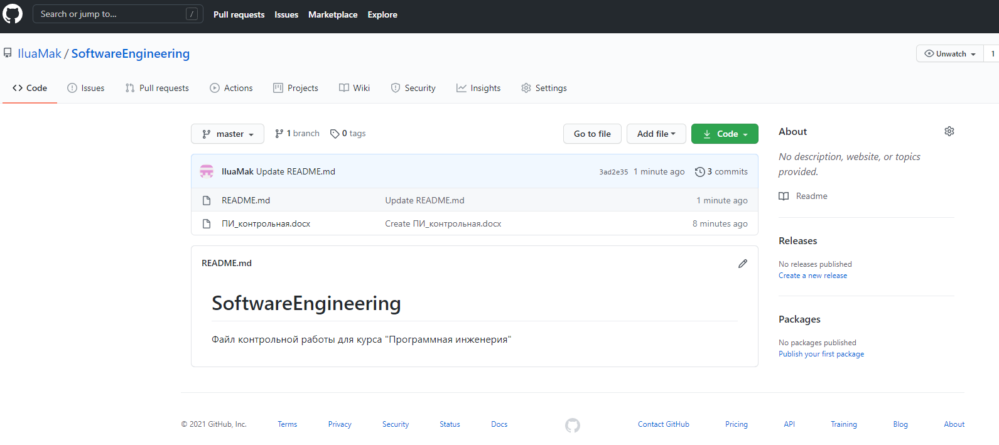 Search or jump to... /
Pull requests Issues Marketplace Explore
IluaMak / SoftwareEngineering
Unwatch 1
Code Issues Pull requests Actions Projects Wiki Security Insights Settings
master 1 branch 0 tags
Go to file Add file Code
IluaMak Update README.md 3ad2e35 1 minute ago 3 commits
README.md Update README.md 1 minute ago
ПИ_контрольная.docx Create ПИ_контрольная.docx 8 minutes ago
README.md
SoftwareEngineering
Файл контрольной работы для курса "Программная инженерия"
About
No description, website, or topics
provided.
Readme
Releases
No releases published
Create a new release
Packages
No packages published
Publish your first package
© 2021 GitHub, Inc. Terms Privacy Security Status Docs Contact GitHub Pricing API Training Blog About